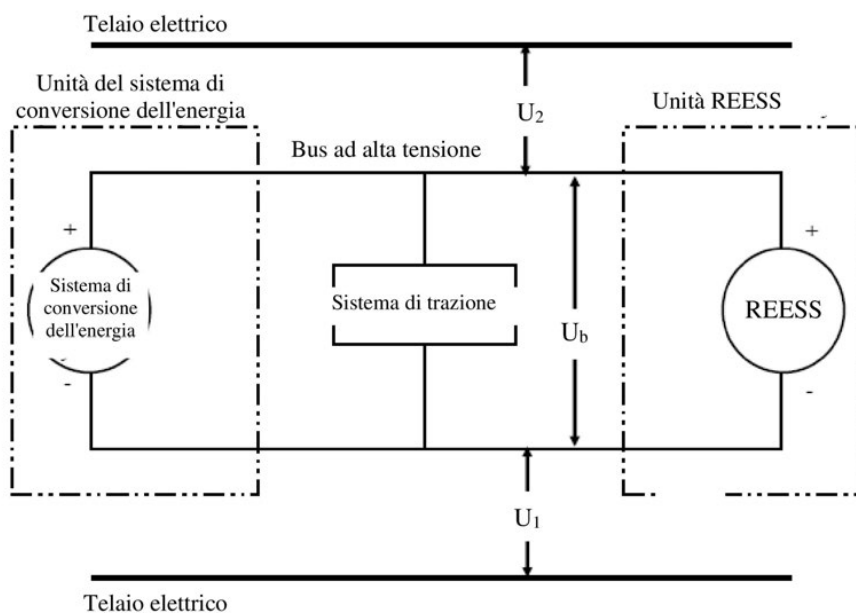 Telaio elettrico
Unità del sistema di
conversione dell'energia
U2
Unità REESS
Bus ad alta tensione
+
+
Sistema di
conversione
dell'energia
Sistema di trazione
Ub
REESS
-
-
U1
Telaio elettrico